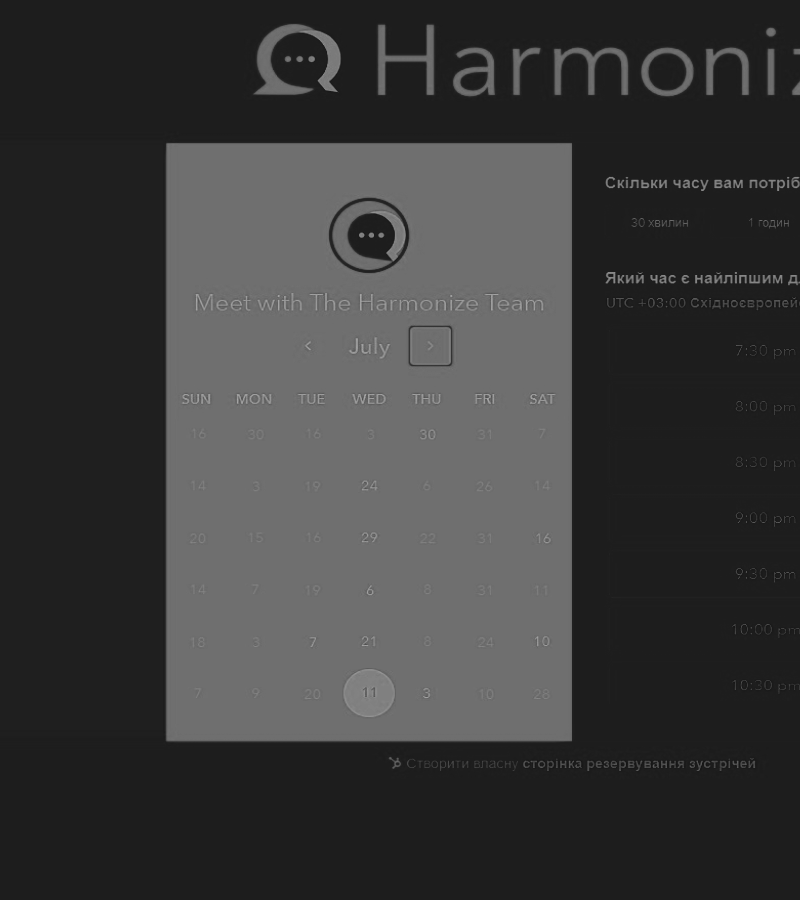 Harmoniz
Meet with The Harmonize Team
July
SUN MON TUE WED THU FRI SAT
16 30 16 3 30 31 7
14 3 19 24 6 26 14
20 15 16 29 22 31 16
14 7 19 6 8 31 11
18 3 7 21 8 24 10
7 9 20 11 3 10 28
Скільки часу вам потріб
30 хвилин 1 годин
Який час є найліпшим д
UTC +03:00 Східноєвропей
7:30 pm
8:00 pm
8:30 pm
9:00 pm
9:30 pm
10:00 pm
10:30 pm
Створити власну сторінка резервування зустрічей